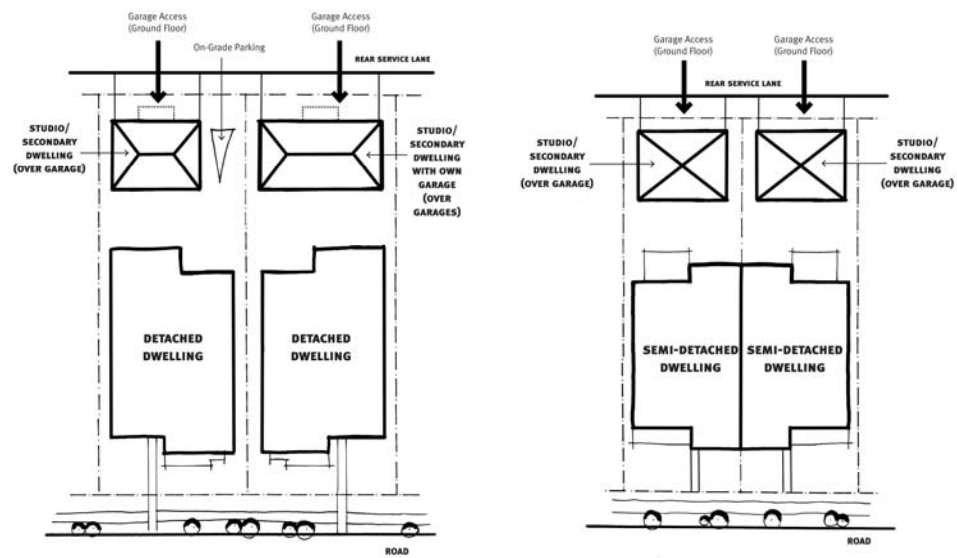 Garage Access
(Ground Floor)
Garage Access
(Ground Floor)
On-Grade Parking
REAR SERVICE LANE
STUDIO/
SECONDARY
DWELLING
(OVER GARAGE)
STUDIO/
SECONDARY
DWELLING
WITH OWN
GARAGE
(OVER
GARAGES)
DETACHED
DWELLING
DETACHED
DWELLING
ROAD
Garage Access
(Ground Floor)
Garage Access
(Ground Floor)
REAR SERVICE LANE
STUDIO/
SECONDARY
DWELLING
(OVER GARAGE)
STUDIO/
SECONDARY
DWELLING
(OVER GARAGE)
SEMI-DETACHED
DWELLING
SEMI-DETACHED
DWELLING
ROAD